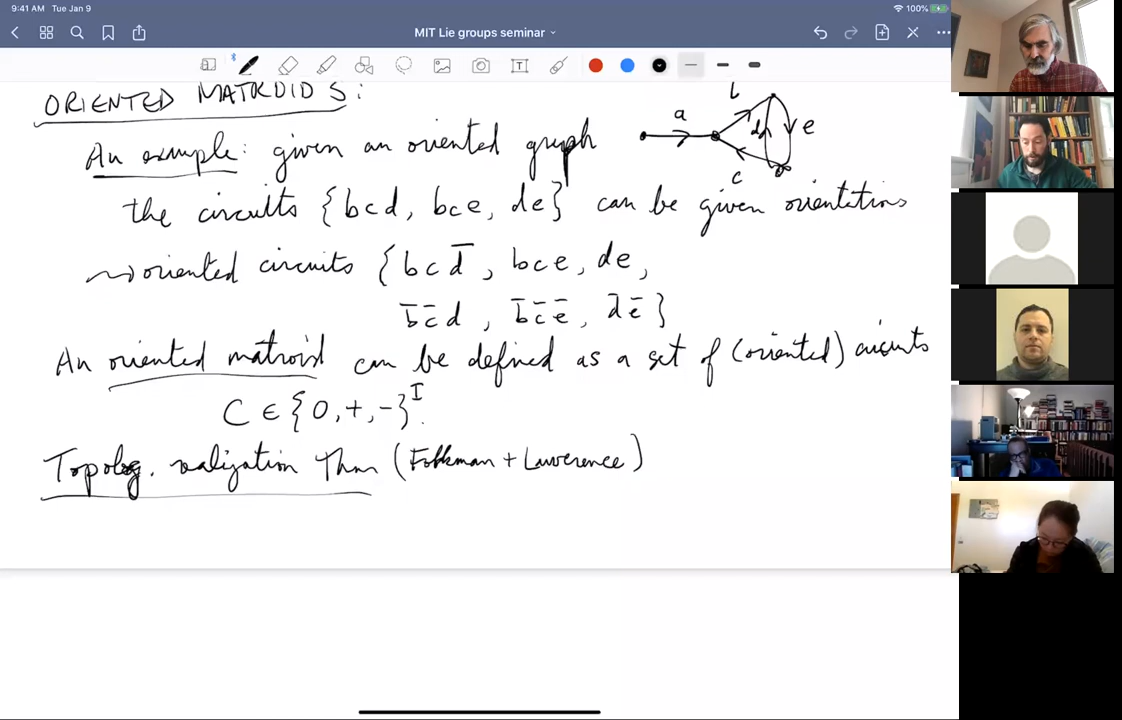 9:41 AM Tue Jan 9
100%
MIT Lie groups seminar
ORIENTED MATROIDS:
An example: given an oriented graph
a
b
d
e
c
the circuits {bcd, bce, de} can be given orientations
⇝ oriented circuits {bcd̅, bce, de,
b̅c̅d, b̅c̅e̅, d̅e̅}
An oriented matroid can be defined as a set of (oriented) circuits
C ∈ {0,+,-}^I.
Topolog. realization Thm (Folkman + Lawerence)